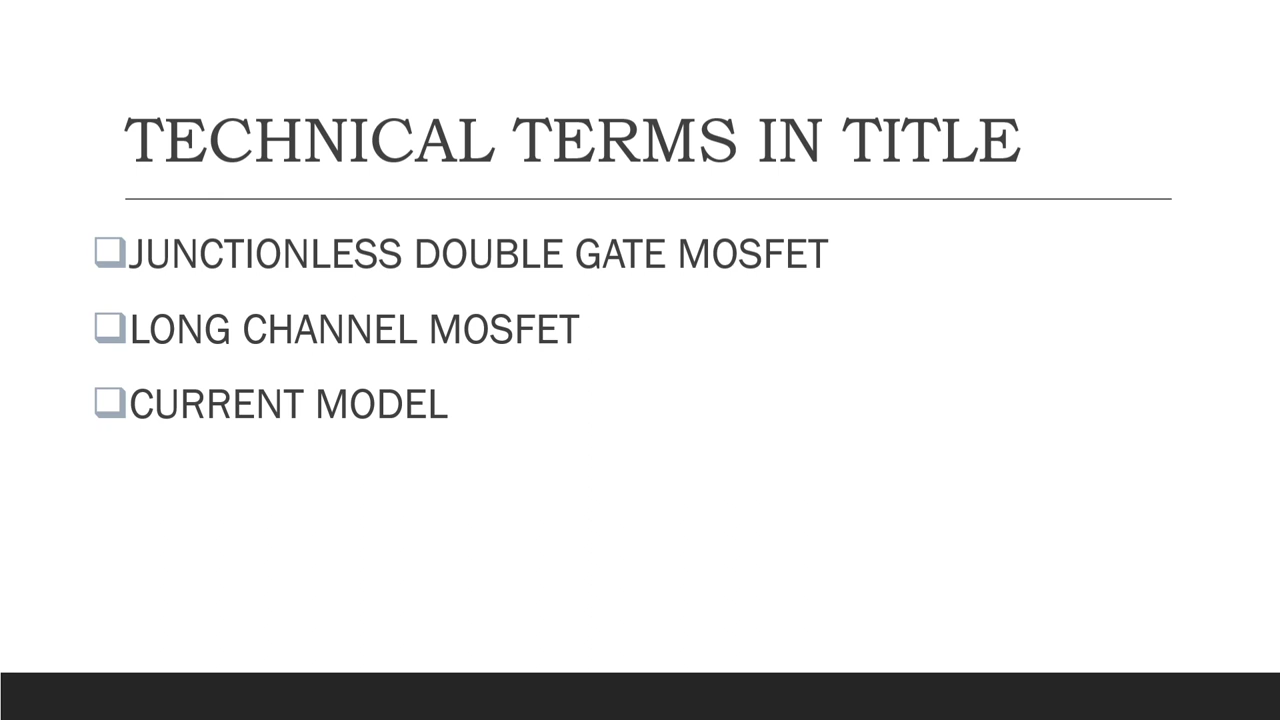 TECHNICAL TERMS IN TITLE
JUNCTIONLESS DOUBLE GATE MOSFET
LONG CHANNEL MOSFET
CURRENT MODEL